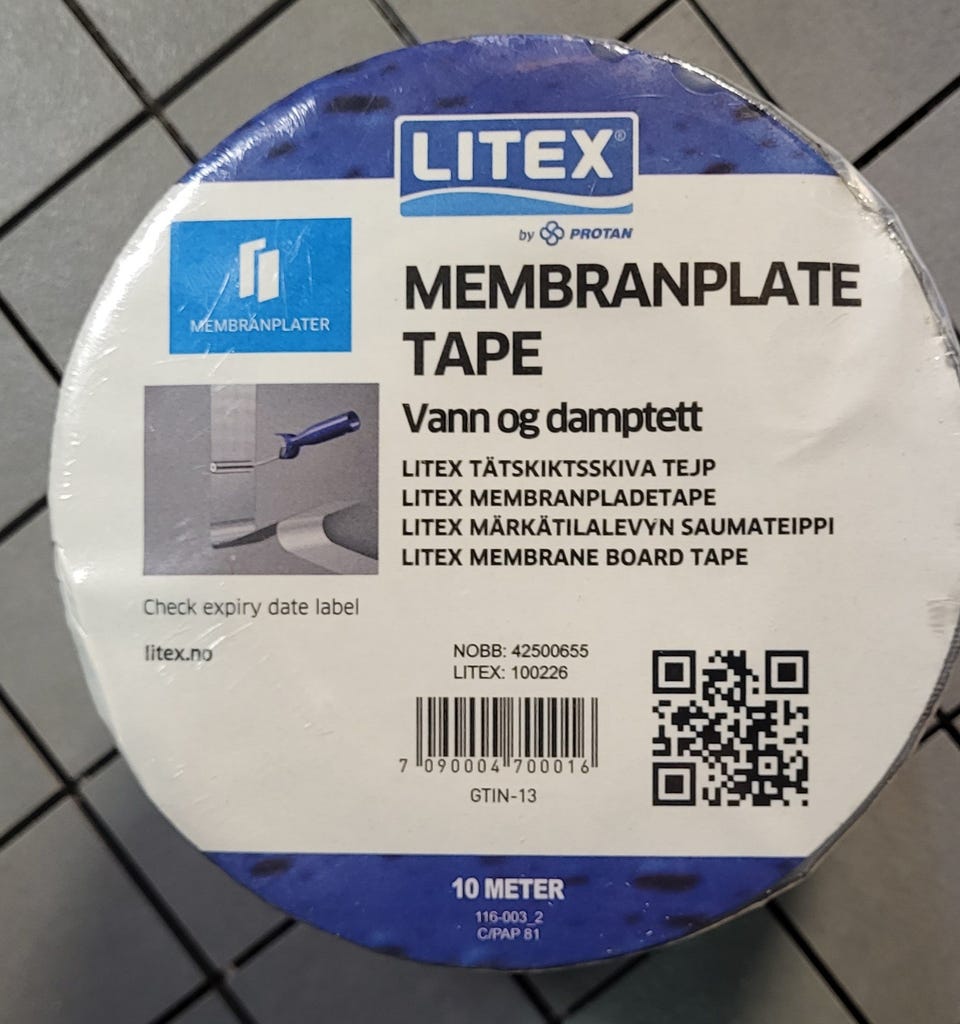 LITEX®
by PROTAN
MEMBRANPLATER
MEMBRANPLATE
TAPE
Vann og damptett
LITEX TÄTSKIKTSSKIVA TEJP
LITEX MEMBRANPLADETAPE
LITEX MÄRKÄTILALEVYN SAUMATEIPPI
LITEX MEMBRANE BOARD TAPE
Check expiry date label
litex.no
NOBB: 42500655
LITEX: 100226
7 090004 700016
GTIN-13
10 METER
116-003_2
C/PAP 81